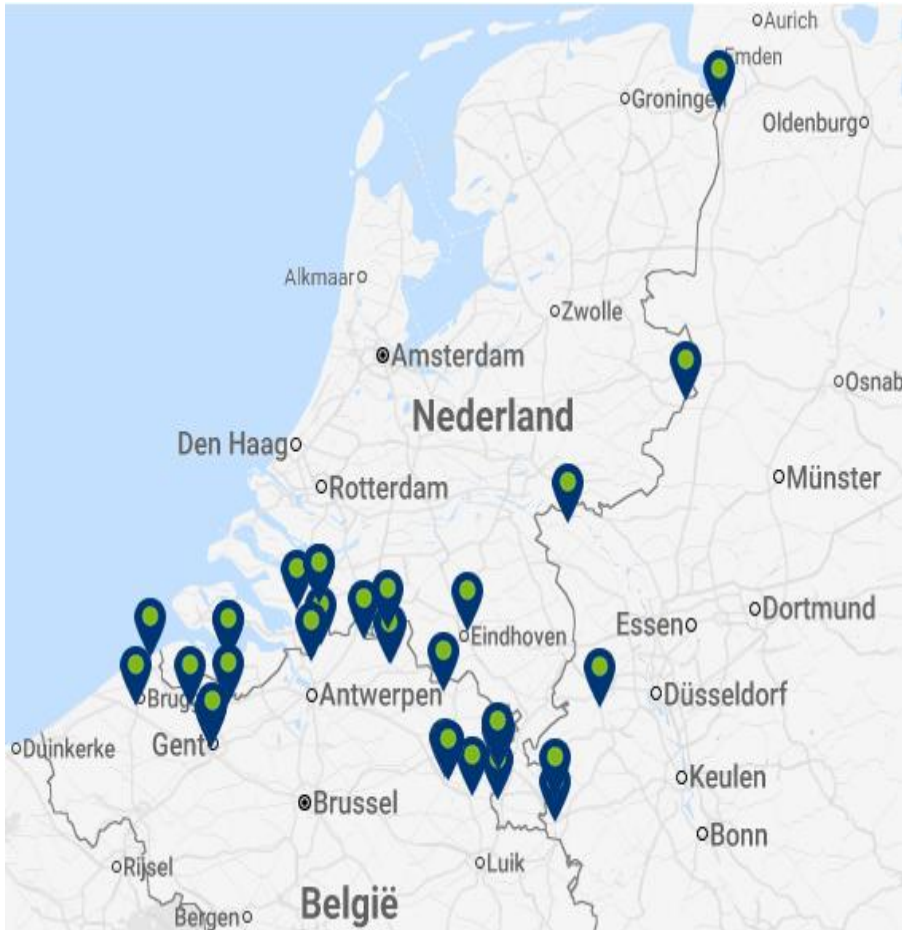 Aurich
Emden
Groningen
Oldenburg
Alkmaar
Zwolle
Amsterdam
Osnab
Nederland
Den Haag
Rotterdam
Münster
Dortmund
Essen
Eindhoven
Antwerpen
Düsseldorf
Brugg
Gent
Duinkerke
Keulen
Brussel
Bonn
Rijsel
Luik
België
Bergen